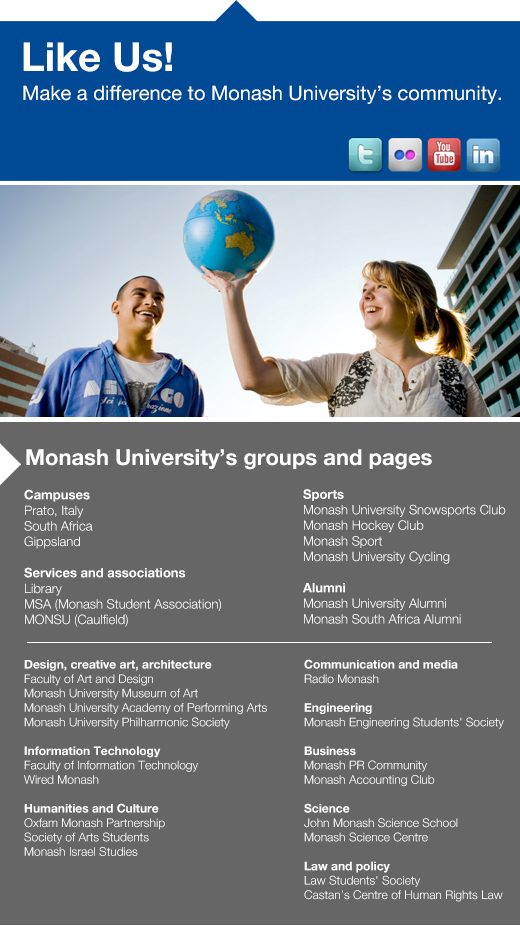 Like Us!
Make a difference to Monash University's community.
You
Tube
in
Monash University's groups and pages
Campuses
Prato, Italy
South Africa
Gippsland
Services and associations
Library
MSA (Monash Student Association)
MONSU (Caulfield)
Sports
Monash University Snowsports Club
Monash Hockey Club
Monash Sport
Monash University Cycling
Alumni
Monash University Alumni
Monash South Africa Alumni
Design, creative art, architecture
Faculty of Art and Design
Monash University Museum of Art
Monash University Academy of Performing Arts
Monash University Philharmonic Society
Information Technology
Faculty of Information Technology
Wired Monash
Humanities and Culture
Oxfam Monash Partnership
Society of Arts Students
Monash Israel Studies
Communication and media
Radio Monash
Engineering
Monash Engineering Students' Society
Business
Monash PR Community
Monash Accounting Club
Science
John Monash Science School
Monash Science Centre
Law and policy
Law Students' Society
Castan's Centre of Human Rights Law